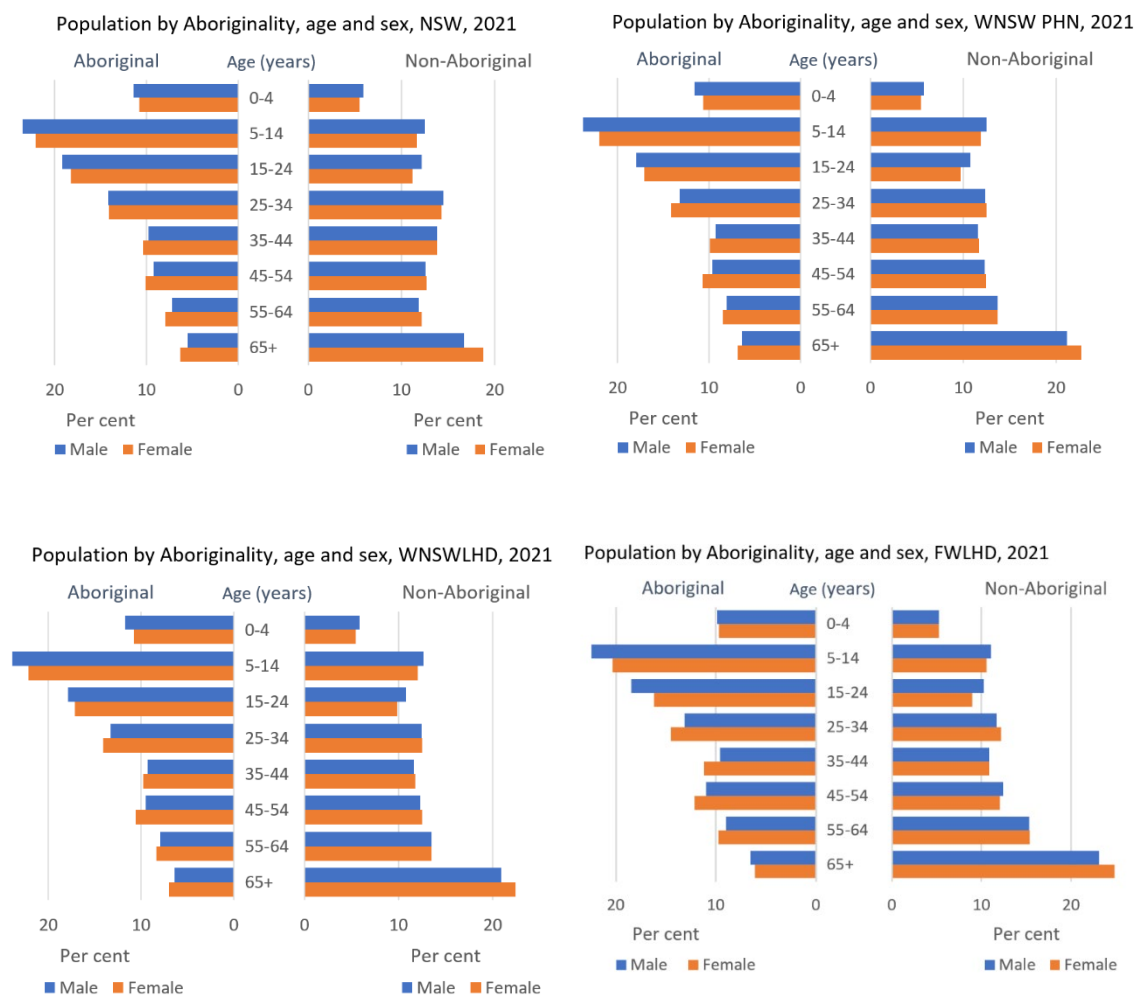 Population by Aboriginality, age and sex, NSW, 2021
Aboriginal Age (years) Non-Aboriginal
0-4
5-14
15-24
25-34
35-44
45-54
55-64
65+
20 10 0 0 10 20
Per cent Per cent
Male Female Male Female
Population by Aboriginality, age and sex, WNSW PHN, 2021
Aboriginal Age (years) Non-Aboriginal
0-4
5-14
15-24
25-34
35-44
45-54
55-64
65+
20 10 0 0 10 20
Per cent Per cent
Male Female Male Female
Population by Aboriginality, age and sex, WNSWLHD, 2021
Aboriginal Age (years) Non-Aboriginal
0-4
5-14
15-24
25-34
35-44
45-54
55-64
65+
20 10 0 0 10 20
Per cent Per cent
Male Female Male Female
Population by Aboriginality, age and sex, FWLHD, 2021
Aboriginal Age (years) Non-Aboriginal
0-4
5-14
15-24
25-34
35-44
45-54
55-64
65+
20 10 0 0 10 20
Per cent Per cent
Male Female Male Female